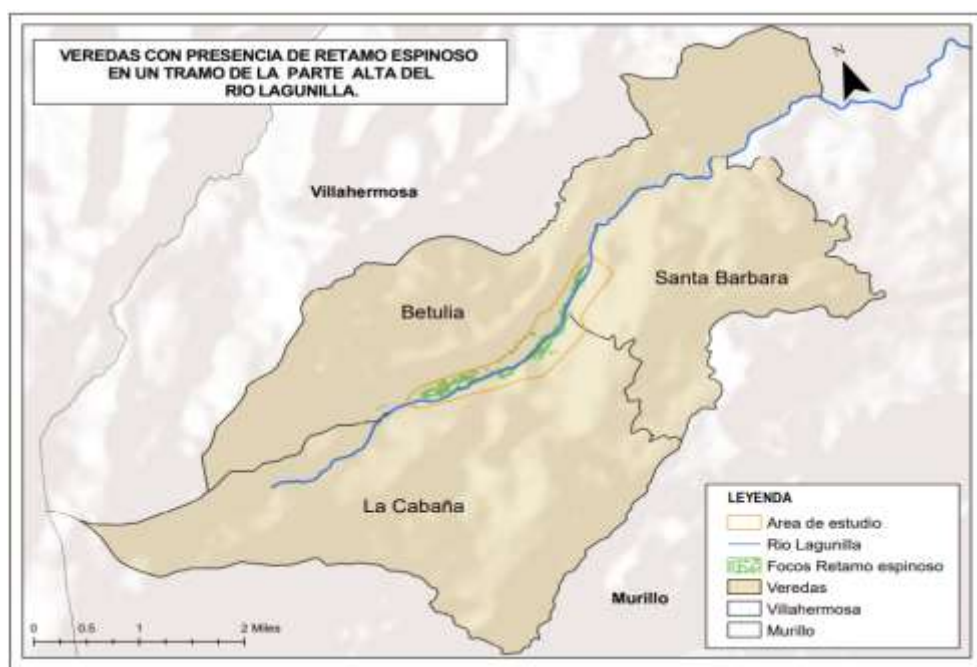 VEREDAS CON PRESENCIA DE RETAMO ESPINOSO
EN UN TRAMO DE LA PARTE ALTA DEL
RIO LAGUNILLA.
N
Villahermosa
Santa Barbara
Betulia
La Cabaña
Murillo
LEYENDA
Area de estudio
Rio Lagunilla
Focos Retamo espinoso
Veredas
Villahermosa
Murillo
0 0.5 1 2 Miles